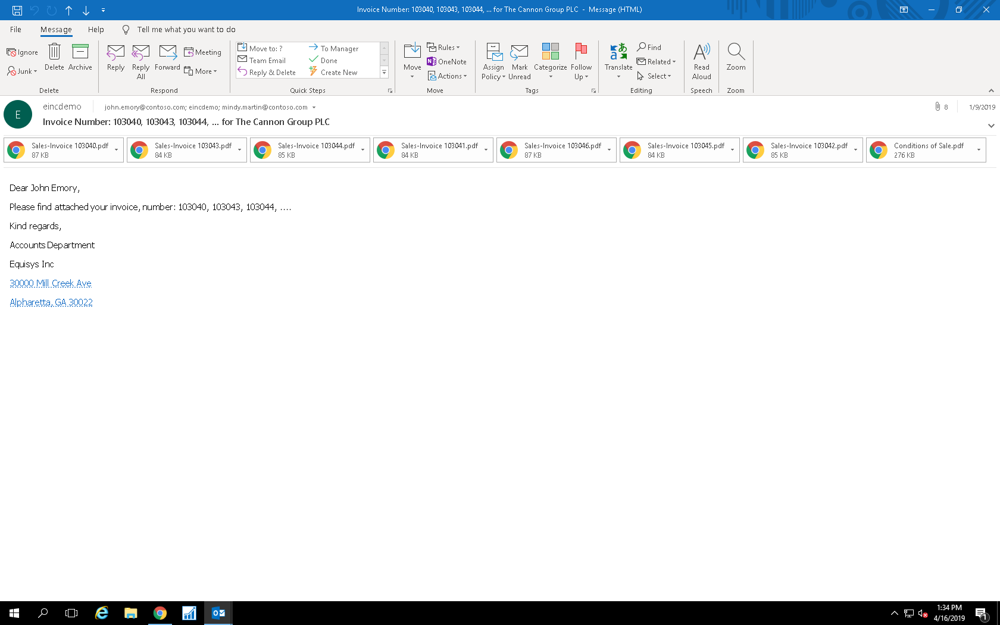 Invoice Number: 103040, 103043, 103044, ... for The Cannon Group PLC - Message (HTML)
File Message Help Tell me what you want to do
Ignore
Junk
Delete
Archive
Delete
Reply
Reply All
Forward
Meeting
More
Respond
Move to: ?
Team Email
Reply & Delete
To Manager
Done
Create New
Quick Steps
Move
Rules
OneNote
Actions
Move
Assign Policy
Mark Unread
Categorize
Follow Up
Tags
Translate
Find
Related
Select
Editing
Read Aloud
Speech
Zoom
Zoom
E
eincdemo
john.emory@contoso.com; eincdemo; mindy.martin@contoso.com
8
1/9/2019
Invoice Number: 103040, 103043, 103044, ... for The Cannon Group PLC
Sales-Invoice 103040.pdf
87 KB
Sales-Invoice 103043.pdf
84 KB
Sales-Invoice 103044.pdf
85 KB
Sales-Invoice 103041.pdf
84 KB
Sales-Invoice 103046.pdf
87 KB
Sales-Invoice 103045.pdf
84 KB
Sales-Invoice 103042.pdf
85 KB
Conditions of Sale.pdf
276 KB
Dear John Emory,
Please find attached your invoice, number: 103040, 103043, 103044, ....
Kind regards,
Accounts Department
Equisys Inc
30000 Mill Creek Ave
Alpharetta, GA 30022
1:34 PM
4/16/2019
1